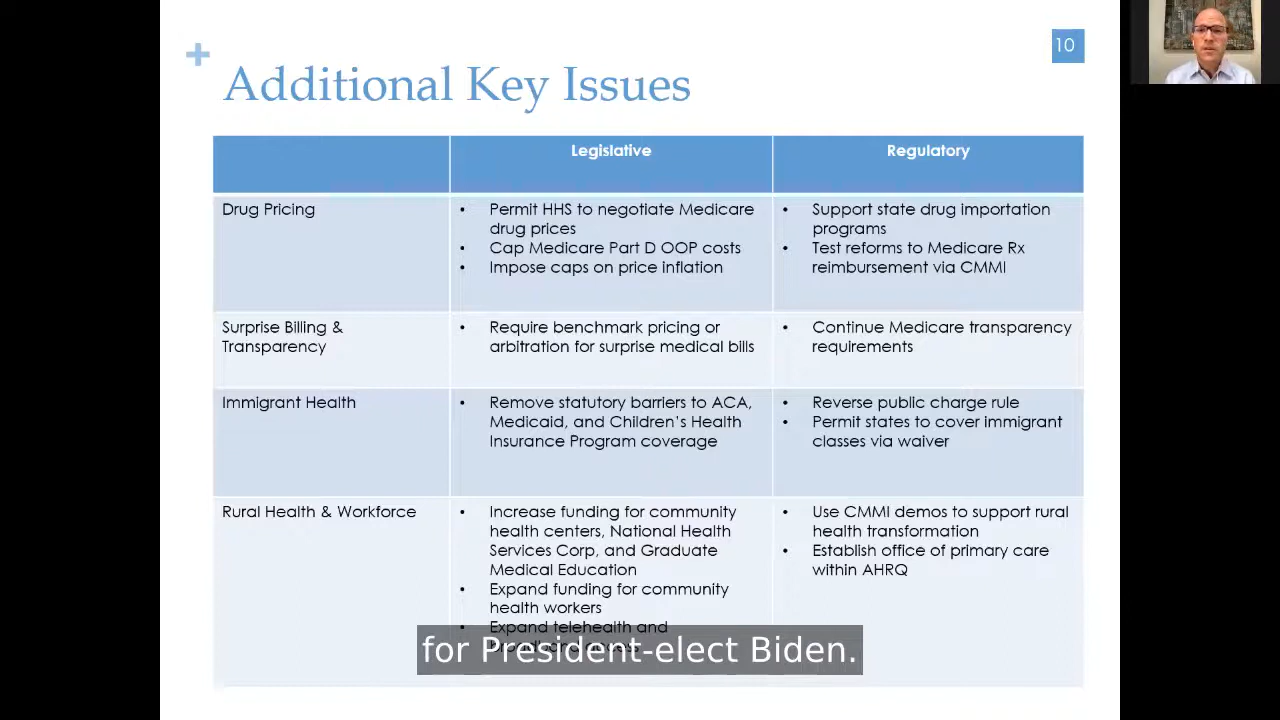 +
10
Additional Key Issues
Legislative
Regulatory
Drug Pricing
• Permit HHS to negotiate Medicare
drug prices
• Cap Medicare Part D OOP costs
• Impose caps on price inflation
• Support state drug importation
programs
• Test reforms to Medicare Rx
reimbursement via CMMI
Surprise Billing &
Transparency
• Require benchmark pricing or
arbitration for surprise medical bills
• Continue Medicare transparency
requirements
Immigrant Health
• Remove statutory barriers to ACA,
Medicaid, and Children's Health
Insurance Program coverage
• Reverse public charge rule
• Permit states to cover immigrant
classes via waiver
Rural Health & Workforce
• Increase funding for community
health centers, National Health
Services Corp, and Graduate
Medical Education
• Expand funding for community
health workers
• Expand telehealth and
• Use CMMI demos to support rural
health transformation
• Establish office of primary care
within AHRQ
for President-elect Biden.